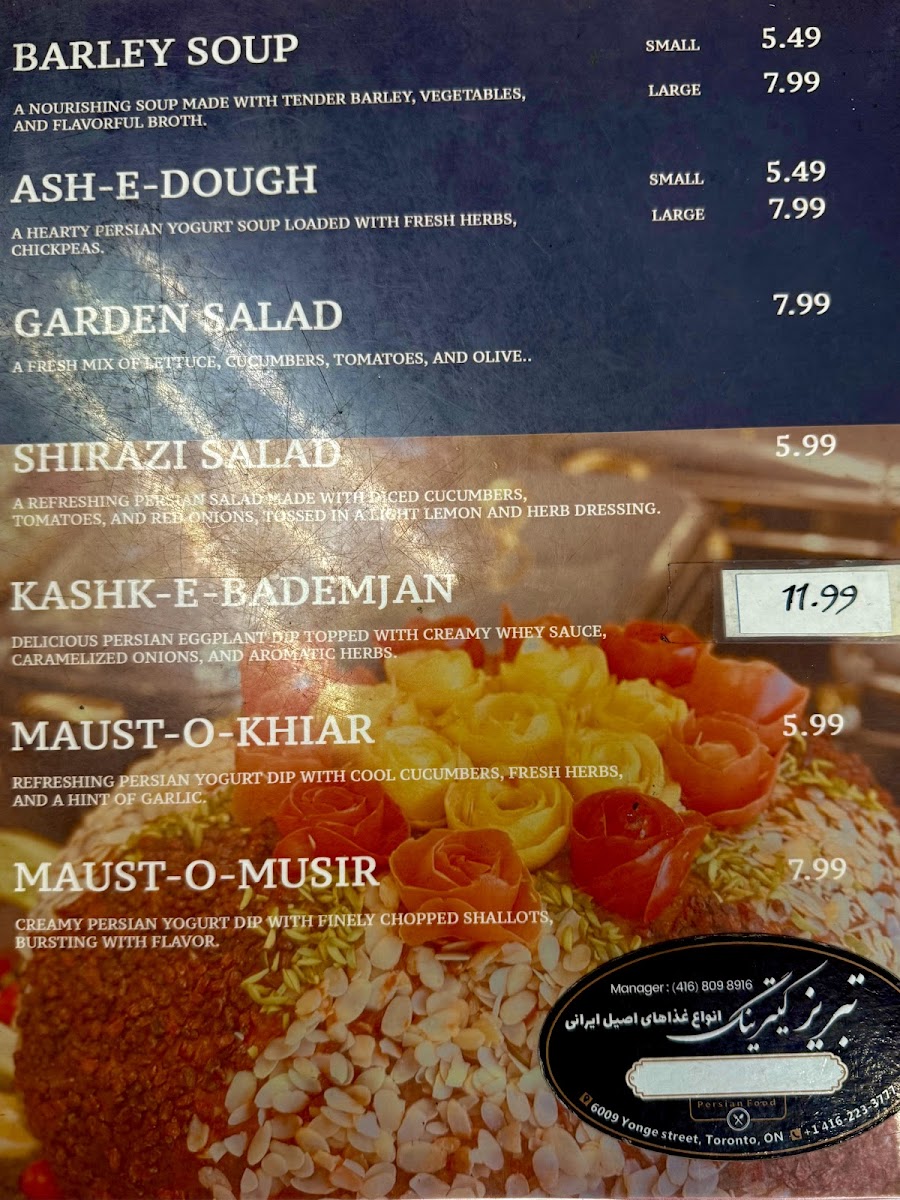 BARLEY SOUP
SMALL 5.49
LARGE 7.99
A NOURISHING SOUP MADE WITH TENDER BARLEY, VEGETABLES,
AND FLAVORFUL BROTH.
ASH-E-DOUGH
SMALL 5.49
LARGE 7.99
A HEARTY PERSIAN YOGURT SOUP LOADED WITH FRESH HERBS,
CHICKPEAS.
GARDEN SALAD 7.99
A FRESH MIX OF LETTUCE, CUCUMBERS, TOMATOES, AND OLIVE..
SHIRAZI SALAD 5.99
A REFRESHING PERSIAN SALAD MADE WITH DICED CUCUMBERS,
TOMATOES, AND RED ONIONS, TOSSED IN A LIGHT LEMON AND HERB DRESSING.
KASHK-E-BADEMJAN 11.99
DELICIOUS PERSIAN EGGPLANT DIP TOPPED WITH CREAMY WHEY SAUCE,
CARAMELIZED ONIONS, AND AROMATIC HERBS.
MAUST-O-KHIAR 5.99
REFRESHING PERSIAN YOGURT DIP WITH COOL CUCUMBERS, FRESH HERBS,
AND A HINT OF GARLIC.
MAUST-O-MUSIR 7.99
CREAMY PERSIAN YOGURT DIP WITH FINELY CHOPPED SHALLOTS,
BURSTING WITH FLAVOR.
Manager : (416) 809 8916
تبریز کیترینگ
انواع غذاهای اصیل ایرانی
Persian Food
6009 Yonge street, Toronto, ON +1 416-223-3777